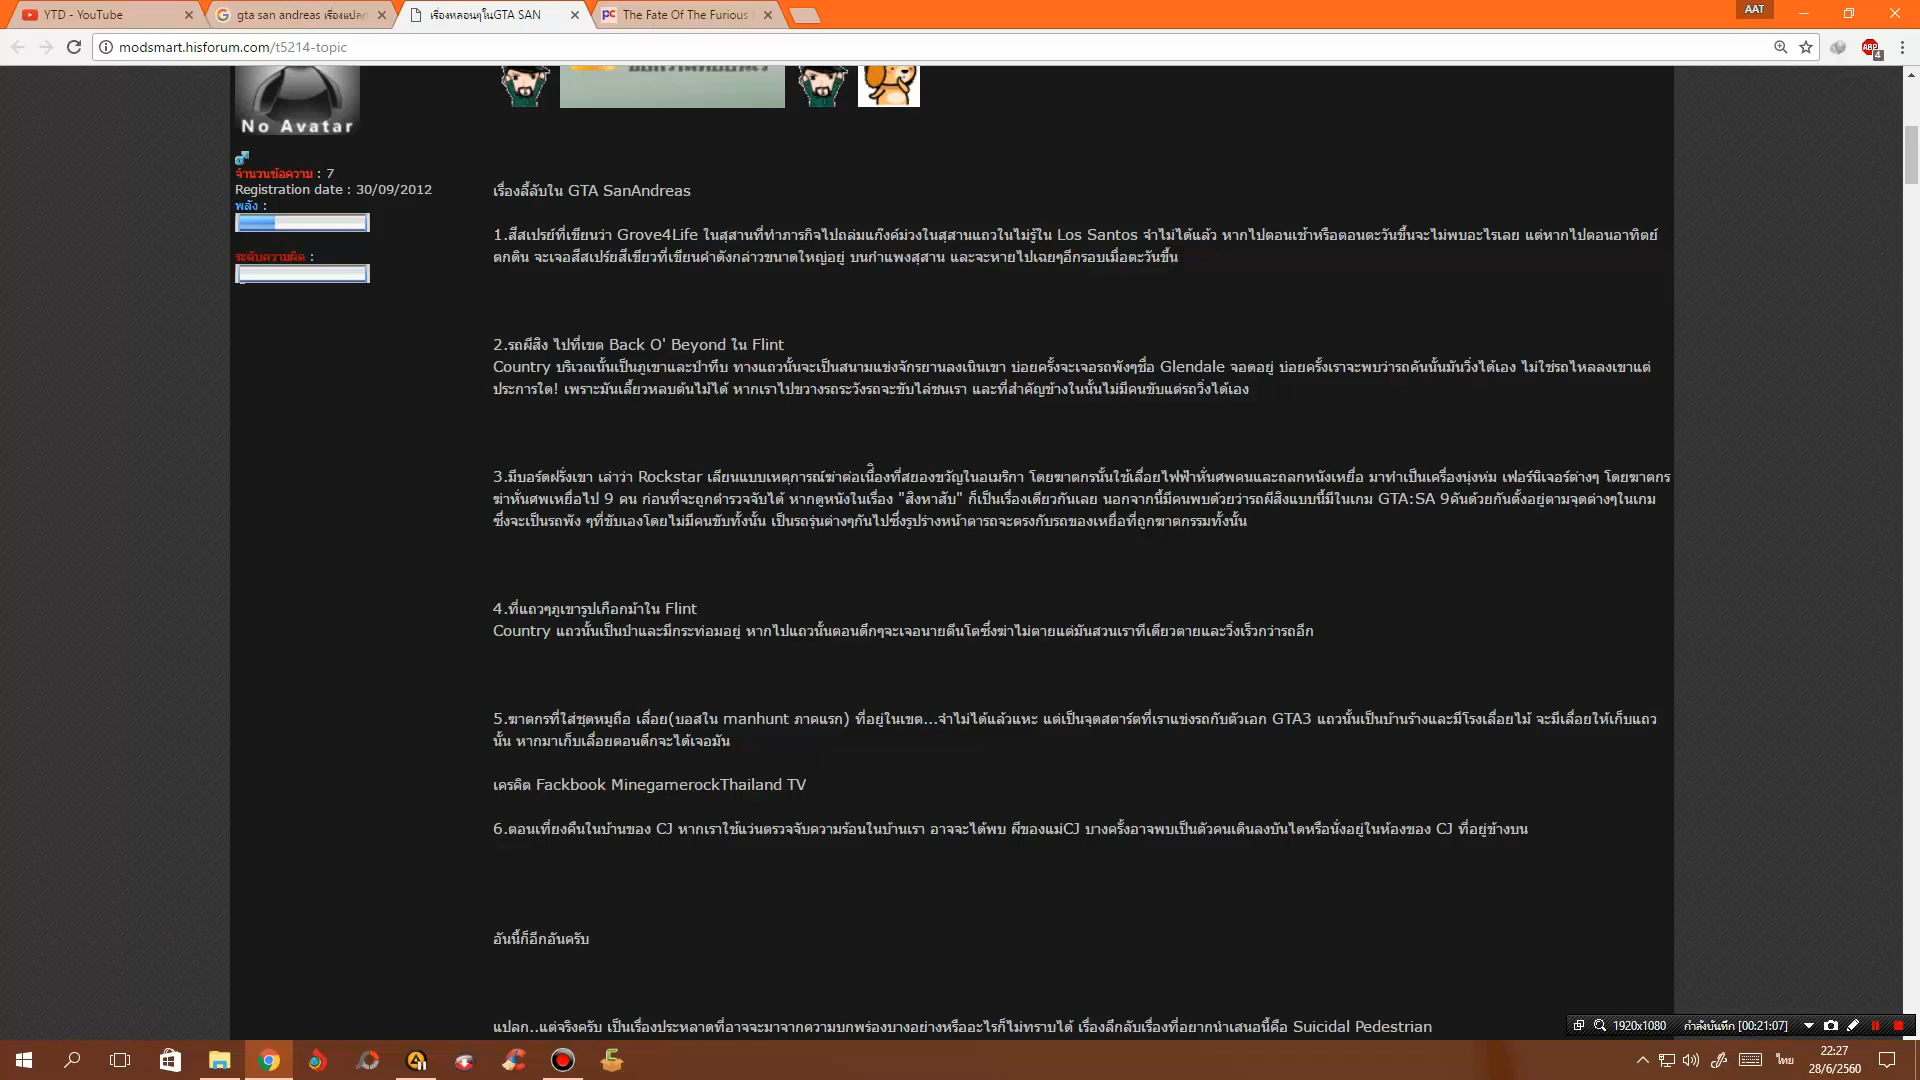 YTD - YouTube
gta san andreas เรื่องแปลก
เรื่องหลอนๆในGTA SAN
pc The Fate Of The Furious
AAT
modsmart.hisforum.com/t5214-topic
ABP
4
No Avatar
จำนวนข้อความ : 7
Registration date : 30/09/2012
พลัง :
ระดับความผิด :
เรื่องลี้ลับใน GTA SanAndreas
1.สีสเปรย์ที่เขียนว่า Grove4Life ในสุสานที่ทำภารกิจไปถล่มแก๊งค์ม่วงในสุสานแถวในไม่รู้ใน Los Santos จำไม่ได้แล้ว หากไปตอนเช้าหรือตอนตะวันขึ้นจะไม่พบอะไรเลย แต่หากไปตอนอาทิตย์
ตกดิน จะเจอสีสเปร์ยสีเขียวที่เขียนคำดังกล่าวขนาดใหญ่อยู่ บนกำแพงสุสาน และจะหายไปเฉยๆอีกรอบเมื่อตะวันขึ้น
2.รถผีสิง ไปที่เขต Back O' Beyond ใน Flint
Country บริเวณนั้นเป็นภูเขาและป่าทึบ ทางแถวนั้นจะเป็นสนามแข่งจักรยานลงเนินเขา บ่อยครั้งจะเจอรถพังๆชื่อ Glendale จอดอยู่ บ่อยครั้งเราจะพบว่ารถคันนั้นมันวิ่งได้เอง ไม่ใช่รถไหลลงเขาแต่
ประการใด! เพราะมันเลี้ยวหลบต้นไม้ได้ หากเราไปขวางรถระวังรถจะขับไล่ชนเรา และที่สำคัญข้างในนั้นไม่มีคนขับแต่รถวิ่งได้เอง
3.มีบอร์ดฝรั่งเขา เล่าว่า Rockstar เลียนแบบเหตุการณ์ฆ่าต่อเนื่องที่สยองขวัญในอเมริกา โดยฆาตกรนั้นใช้เลื่อยไฟฟ้าหั่นศพคนและถลกหนังเหยื่อ มาทำเป็นเครื่องนุ่งห่ม เฟอร์นิเจอร์ต่างๆ โดยฆาตกร
ฆ่าหั่นศพเหยื่อไป 9 คน ก่อนที่จะถูกตำรวจจับได้ หากดูหนังในเรื่อง "สิงหาสับ" ก็เป็นเรื่องเดียวกันเลย นอกจากนี้มีคนพบด้วยว่ารถผีสิงแบบนี้มีในเกม GTA:SA 9คันด้วยกันตั้งอยู่ตามจุดต่างๆในเกม
ซึ่งจะเป็นรถพัง ๆที่ขับเองโดยไม่มีคนขับทั้งนั้น เป็นรถรุ่นต่างๆกันไปซึ่งรูปร่างหน้าตารถจะตรงกับรถของเหยื่อที่ถูกฆาตกรรมทั้งนั้น
4.ที่แถวๆภูเขารูปเกือกม้าใน Flint
Country แถวนั้นเป็นป่าและมีกระท่อมอยู่ หากไปแถวนั้นตอนดึกๆจะเจอนายตีนโตซึ่งฆ่าไม่ตายแต่มันสวนเราทีเดียวตายและวิ่งเร็วกว่ารถอีก
5.ฆาตกรที่ใส่ชุดหมูถือ เลื่อย(บอสใน manhunt ภาคแรก) ที่อยู่ในเขต...จำไม่ได้แล้วแหะ แต่เป็นจุดสตาร์ตที่เราแข่งรถกับตัวเอก GTA3 แถวนั้นเป็นบ้านร้างและมีโรงเลื่อยไม้ จะมีเลื่อยให้เก็บแถว
นั้น หากมาเก็บเลื่อยตอนดึกจะได้เจอมัน
เครคิต Fackbook MinegamerockThailand TV
6.ตอนเที่ยงคืนในบ้านของ CJ หากเราใช้แว่นตรวจจับความร้อนในบ้านเรา อาจจะได้พบ ผีของแม่CJ บางครั้งอาจพบเป็นตัวคนเดินลงบันไดหรือนั่งอยู่ในห้องของ CJ ที่อยู่ข้างบน
อันนี้ก็อีกอันครับ
แปลก..แต่จริงครับ เป็นเรื่องประหลาดที่อาจจะมาจากความบกพร่องบางอย่างหรืออะไรก็ไม่ทราบได้ เรื่องลึกลับเรื่องที่อยากนำเสนอนี้คือ Suicidal Pedestrian
1920x1080 กำลังบันทึก [00:21:07]
ไทย
22:27
28/6/2560